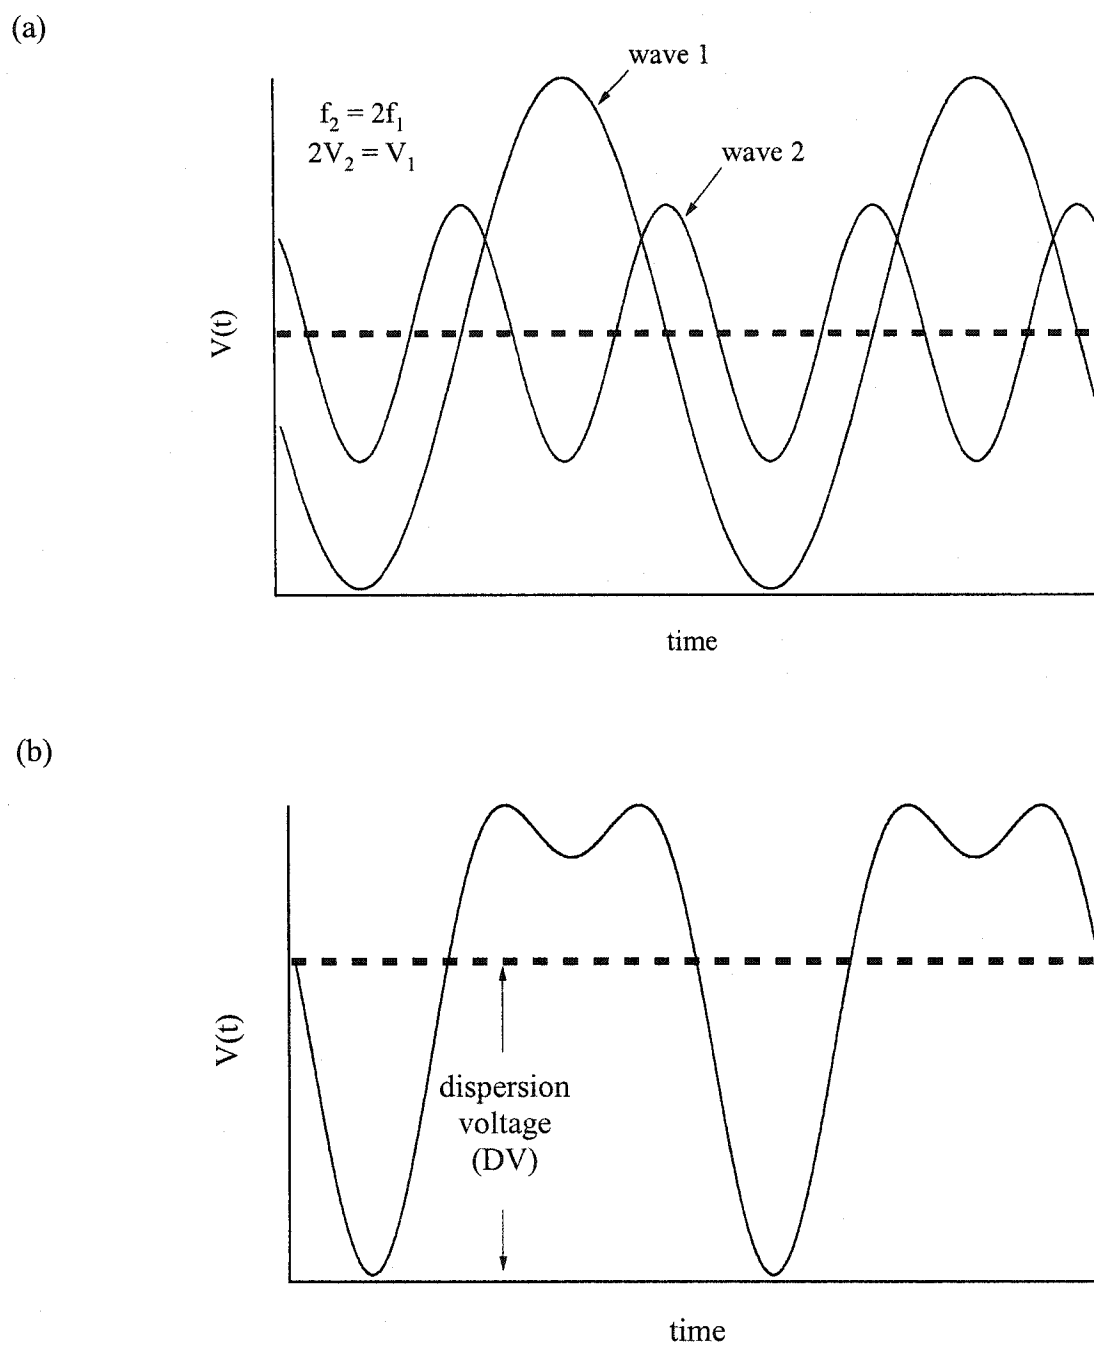 (a)
wave 1
f₂ = 2f₁
2V₂ = V₁
wave 2
V(t)
time
(b)
V(t)
dispersion
voltage
(DV)
time